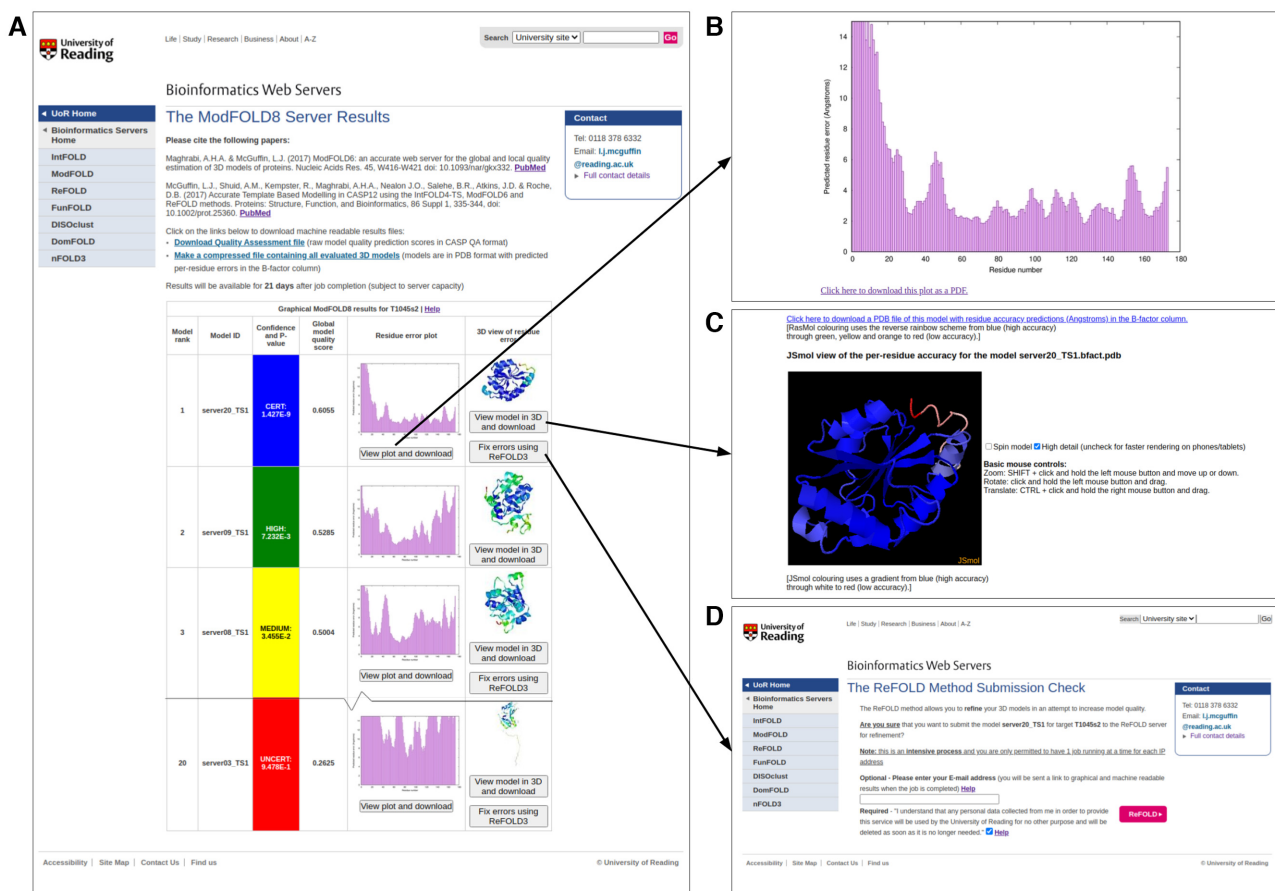 A
University of
Reading
Life | Study | Research | Business | About | A-Z
Search University site Go
Bioinformatics Web Servers
UoR Home
Bioinformatics Servers
Home
IntFOLD
ModFOLD
ReFOLD
FunFOLD
DISOclust
DomFOLD
nFOLD3
The ModFOLD8 Server Results
Please cite the following papers:
Maghrabi, A.H.A. & McGuffin, L.J. (2017) ModFOLD6: an accurate web server for the global and local quality
estimation of 3D models of proteins. Nucleic Acids Res. 45, W416-W421 doi: 10.1093/nar/gkx332. PubMed
McGuffin, L.J., Shuid, A.M., Kempster, R., Maghrabi, A.H.A., Nealon J.O., Salehe, B.R., Atkins, J.D. & Roche,
D.B. (2017) Accurate Template Based Modelling in CASP12 using the IntFOLD4-TS, ModFOLD6 and
ReFOLD methods. Proteins: Structure, Function, and Bioinformatics, 86 Suppl 1, 335-344, doi:
10.1002/prot.25360. PubMed
Click on the links below to download machine readable results files:
• Download Quality Assessment file (raw model quality prediction scores in CASP QA format)
• Make a compressed file containing all evaluated 3D models (models are in PDB format with predicted
per-residue errors in the B-factor column)
Results will be available for 21 days after job completion (subject to server capacity)
Contact
Tel: 0118 378 6332
Email: l.j.mcguffin
@reading.ac.uk
Full contact details
Graphical ModFOLD8 results for T1045s2 | Help
Model
rank
Model ID
Confidence
and P-
value
Global
model
quality
score
Residue error plot
3D view of residue
error
1
server20_TS1
CERT:
1.427E-9
0.6055
View plot and download
View model in 3D
and download
Fix errors using
ReFOLD3
2
server09_TS1
HIGH:
7.232E-3
0.5285
View plot and download
View model in 3D
and download
3
server08_TS1
MEDIUM:
3.455E-2
0.5004
View plot and download
View model in 3D
and download
Fix errors using
ReFOLD3
20
server03_TS1
UNCERT:
9.478E-1
0.2625
View plot and download
View model in 3D
and download
Fix errors using
ReFOLD3
Accessibility | Site Map | Contact Us | Find us
© University of Reading
B
Predicted residue error (Angstroms)
14
12
10
8
6
4
2
0
0 20 40 60 80 100 120 140 160 180
Residue number
Click here to download this plot as a PDF.
C
Click here to download a PDB file of this model with residue accuracy predictions (Angstroms) in the B-factor column.
[RasMol colouring uses the reverse rainbow scheme from blue (high accuracy)
through green, yellow and orange to red (low accuracy).]
JSmol view of the per-residue accuracy for the model server20_TS1.bfact.pdb
JSmol
Spin model High detail (uncheck for faster rendering on phones/tablets)
Basic mouse controls:
Zoom: SHIFT + click and hold the left mouse button and move up or down.
Rotate: click and hold the left mouse button and drag.
Translate: CTRL + click and hold the right mouse button and drag.
[JSmol colouring uses a gradient from blue (high accuracy)
through white to red (low accuracy).]
D
University of
Reading
Life | Study | Research | Business | About | A-Z
Search University site Go
Bioinformatics Web Servers
UoR Home
Bioinformatics Servers
Home
IntFOLD
ModFOLD
ReFOLD
FunFOLD
DISOclust
DomFOLD
nFOLD3
The ReFOLD Method Submission Check
The ReFOLD method allows you to refine your 3D models in an attempt to increase model quality.
Are you sure that you want to submit the model server20_TS1 for target T1045s2 to the ReFOLD server
for refinement?
Note: this is an intensive process and you are only permitted to have 1 job running at a time for each IP
address
Optional - Please enter your E-mail address (you will be sent a link to graphical and machine readable
results when the job is completed) Help
Required - "I understand that any personal data collected from me in order to provide
this service will be used by the University of Reading for no other purpose and will be
deleted as soon as it is no longer needed." Help
ReFOLD
Contact
Tel: 0118 378 6332
Email: l.j.mcguffin
@reading.ac.uk
Full contact details
Accessibility | Site Map | Contact Us | Find us
© University of Reading